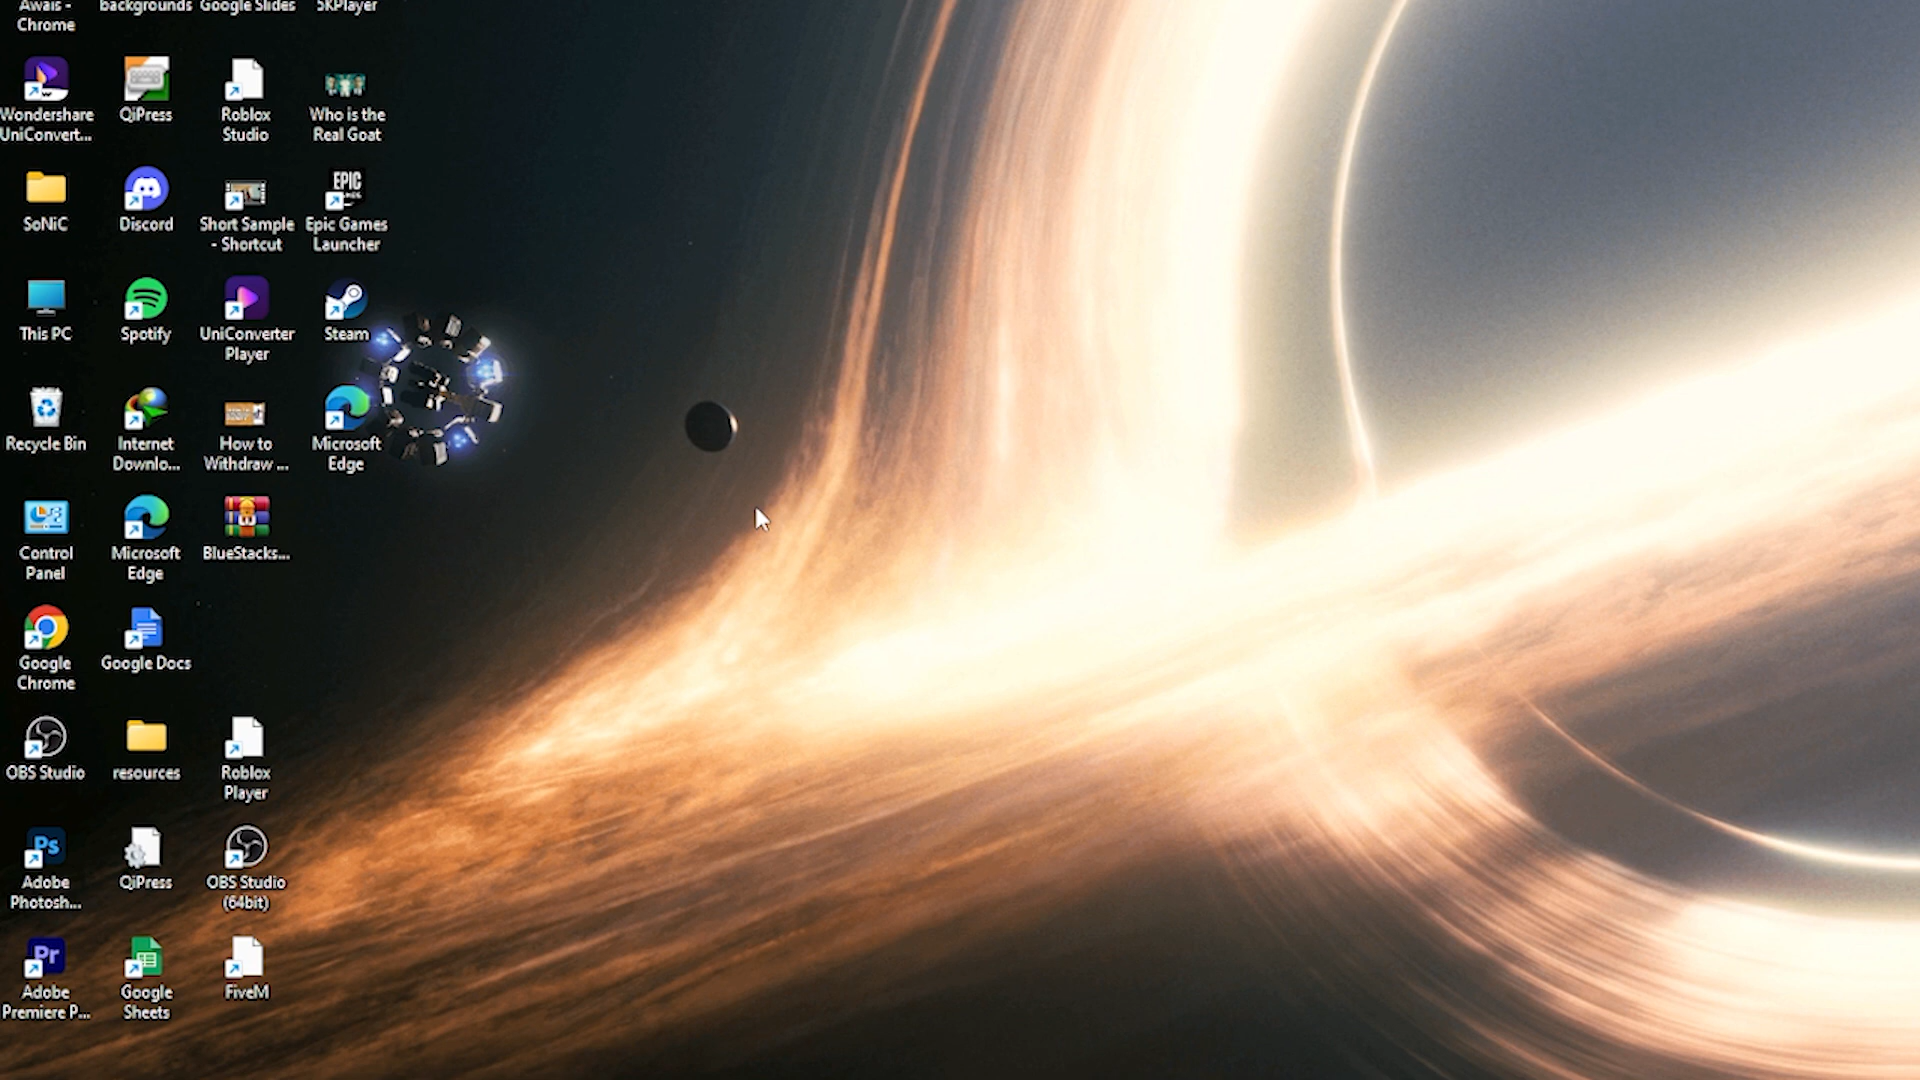 Awais -
Chrome
backgrounds
Google Slides
5KPlayer
Wondershare
UniConvert...
QiPress
Roblox
Studio
Who is the
Real Goat
SoNiC
Discord
Short Sample
- Shortcut
EPIC
Epic Games
Launcher
This PC
Spotify
UniConverter
Player
Steam
Recycle Bin
Internet
Downlo...
How to
Withdraw ...
Microsoft
Edge
Control
Panel
Microsoft
Edge
BlueStacks...
Google
Chrome
Google Docs
OBS Studio
resources
Roblox
Player
Ps
Adobe
Photosh...
QiPress
OBS Studio
(64bit)
Pr
Adobe
Premiere P...
Google
Sheets
FiveM